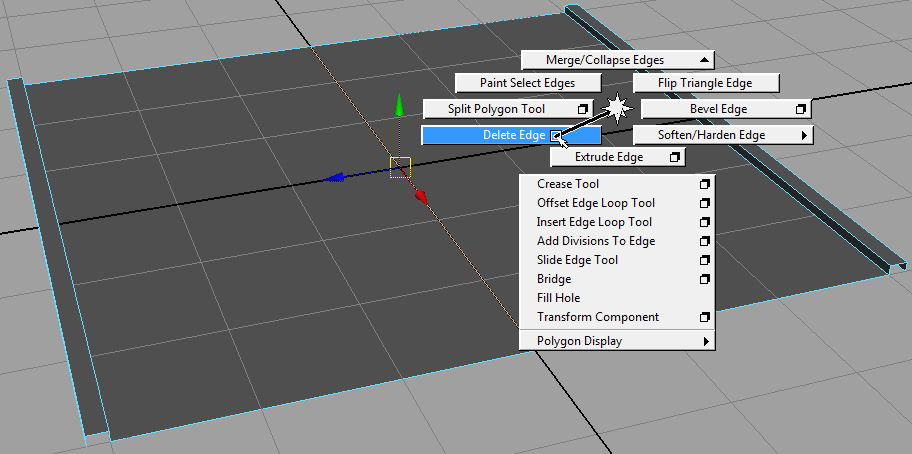 Merge/Collapse Edges
Paint Select Edges
Flip Triangle Edge
Split Polygon Tool
Bevel Edge
Delete Edge
Soften/Harden Edge
Extrude Edge
Crease Tool
Offset Edge Loop Tool
Insert Edge Loop Tool
Add Divisions To Edge
Slide Edge Tool
Bridge
Fill Hole
Transform Component
Polygon Display